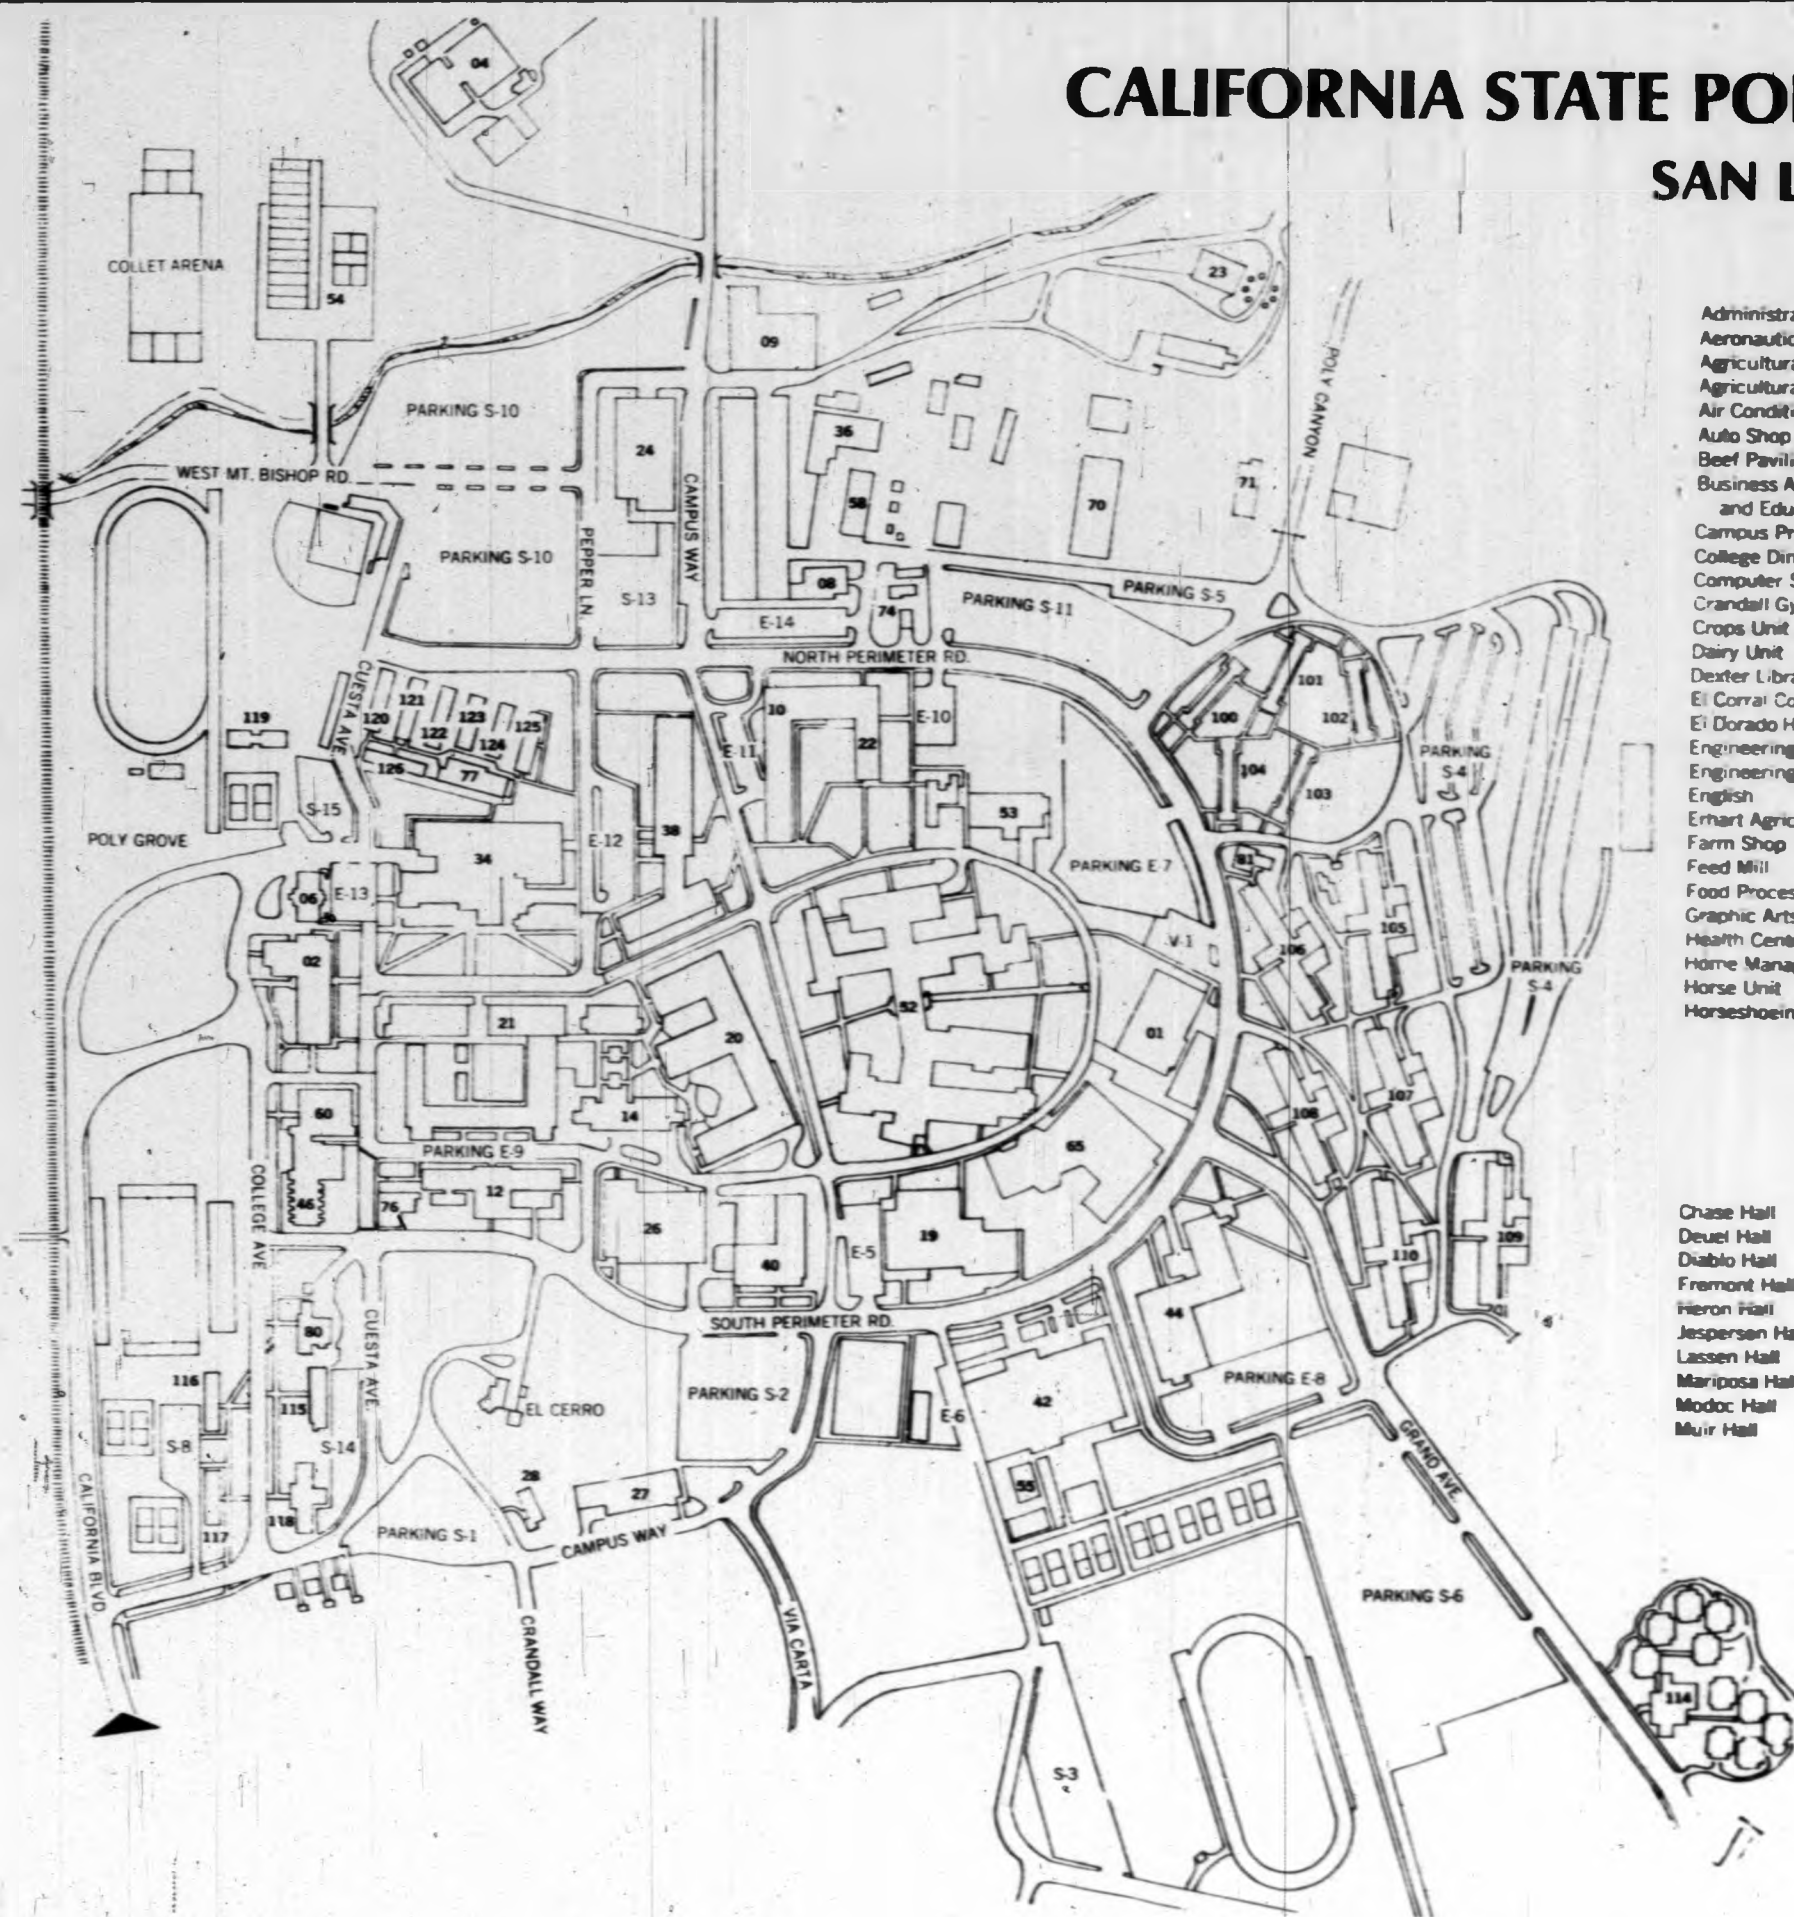 CALIFORNIA STATE PO
SAN L
04
COLLET ARENA
54
23
09
POLY CANYON
PARKING S-10
36
24
WEST MT. BISHOP RD.
CAMPUS WAY
71
58
70
PEPPER LN.
PARKING S-10
08
PARKING S-5
S-13
74
PARKING S-11
E-14
NORTH PERIMETER RD.
CUESTA AVE
101
121
119
120
123
10
E-10
100
102
125
122
124
22
E-11
PARKING
S-4
126
77
104
103
S-15
53
38
POLY GROVE
E-12
34
81
PARKING E-7
06
E-13
105
V-1
106
02
PARKING
S-4
52
21
20
01
107
60
14
108
65
PARKING E-9
COLLEGE AVE
12
46
76
26
19
109
E-5
110
40
44
CUESTA AVE.
80
SOUTH PERIMETER RD.
116
PARKING E-8
PARKING S-2
42
115
EL CERRO
E-6
S-8
S-14
GRAND AVE.
28
55
27
CALIFORNIA BLVD
118
117
PARKING S-1
CAMPUS WAY
PARKING S-6
CRANDALL WAY
VIA CARTA
114
S-3
Administra
Aeronautic
Agricultura
Agricultura
Air Conditi
Auto Shop
Beef Pavili
Business A
and Edu
Campus Pr
College Din
Computer S
Crandall Gy
Crops Unit
Dairy Unit
Dexter Libra
El Corral Co
El Dorado H
Engineering
Engineering
English
Erhart Agric
Farm Shop
Feed Mill
Food Proces
Graphic Arts
Health Cent
Home Mana
Horse Unit
Horseshoein
Chase Hall
Deuel Hall
Diablo Hall
Fremont Hall
Heron Hall
Jespersen Ha
Lassen Hall
Mariposa Hal
Modoc Hall
Muir Hall